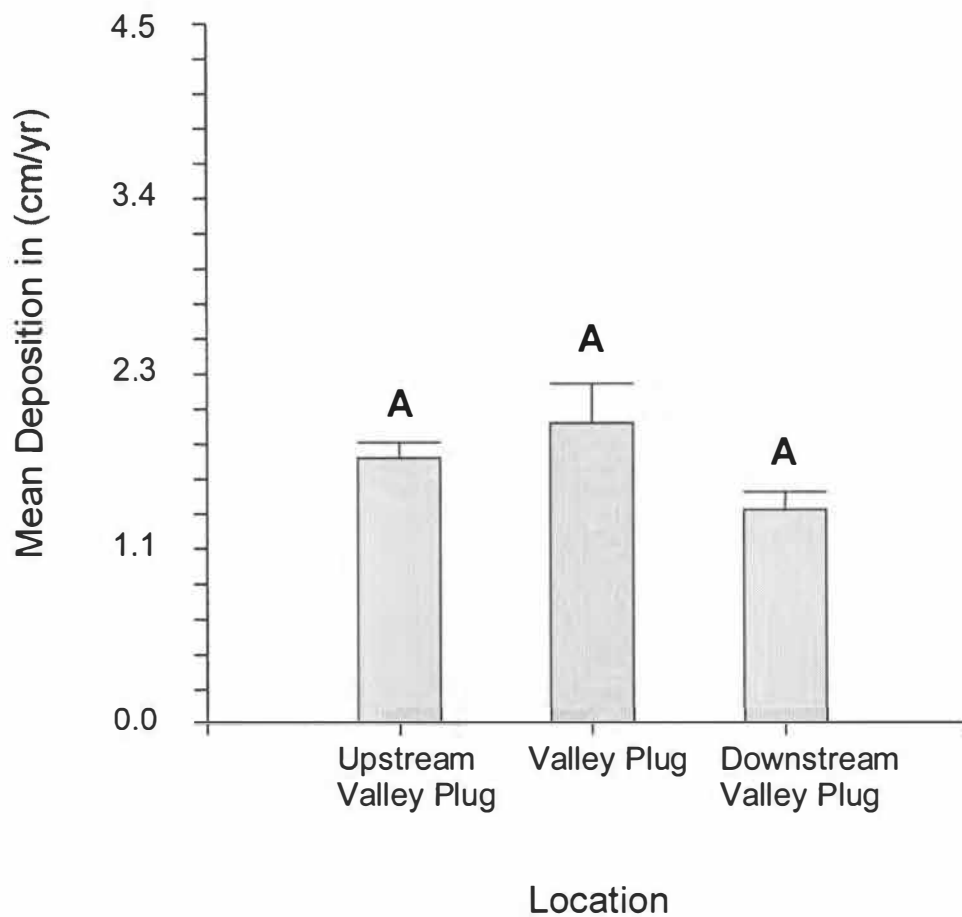 Mean Deposition in (cm/yr)
4.5
3.4
2.3
1.1
0.0
A
A
A
Upstream
Valley Plug
Valley Plug
Downstream
Valley Plug
Location